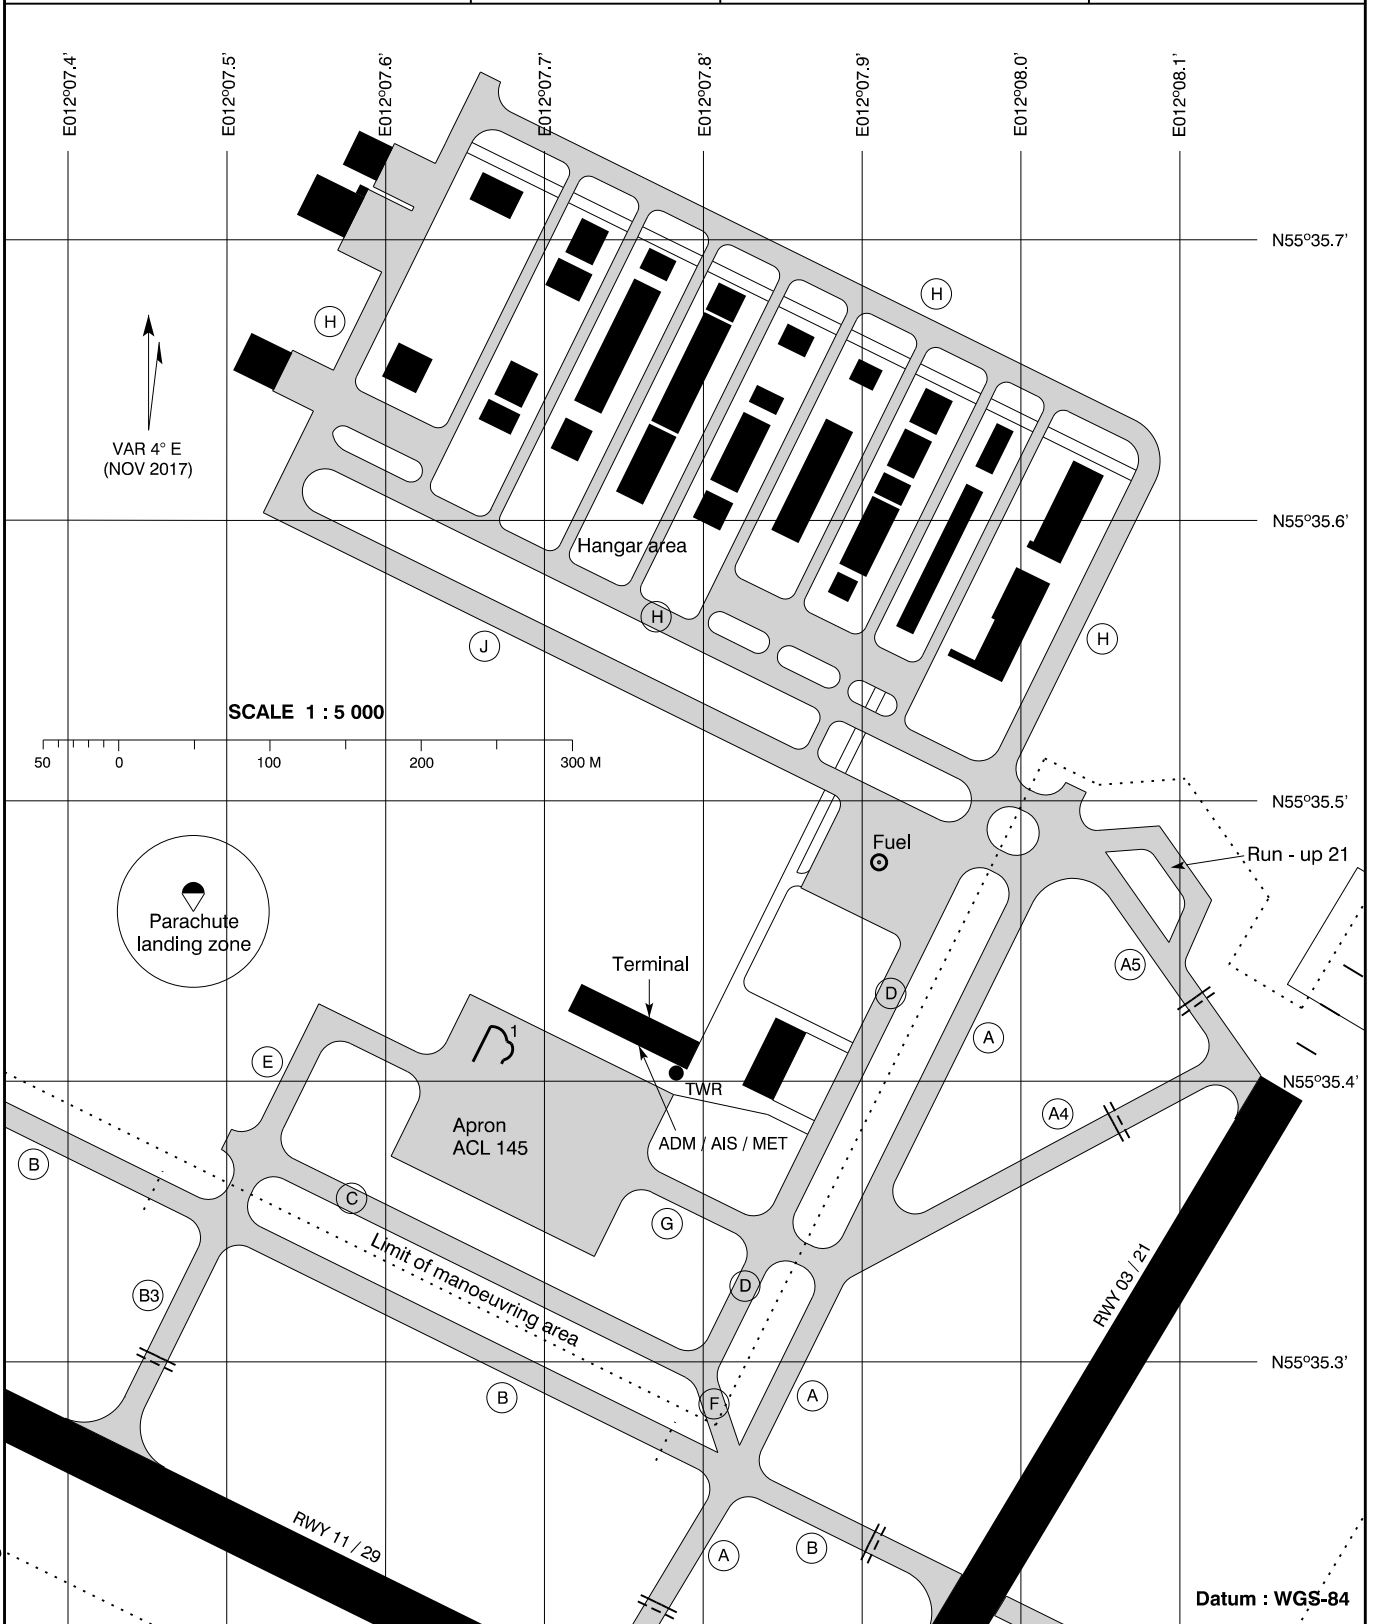 E012°07.4'
E012°07.5'
E012°07.6'
E012°07.7'
E012°07.8'
E012°07.9'
E012°08.0'
E012°08.1'
N55°35.7'
H
H
VAR 4° E
(NOV 2017)
N55°35.6'
Hangar area
H
H
J
SCALE 1 : 5 000
50 0 100 200 300 M
N55°35.5'
Fuel
Run - up 21
Parachute
landing zone
Terminal
A5
D
1
A
E
N55°35.4'
TWR
A4
Apron
ACL 145
ADM / AIS / MET
B
C
G
Limit of manoeuvring area
D
B3
RWY 03 / 21
N55°35.3'
B
F
A
RWY 11 / 29
A
B
Datum : WGS-84